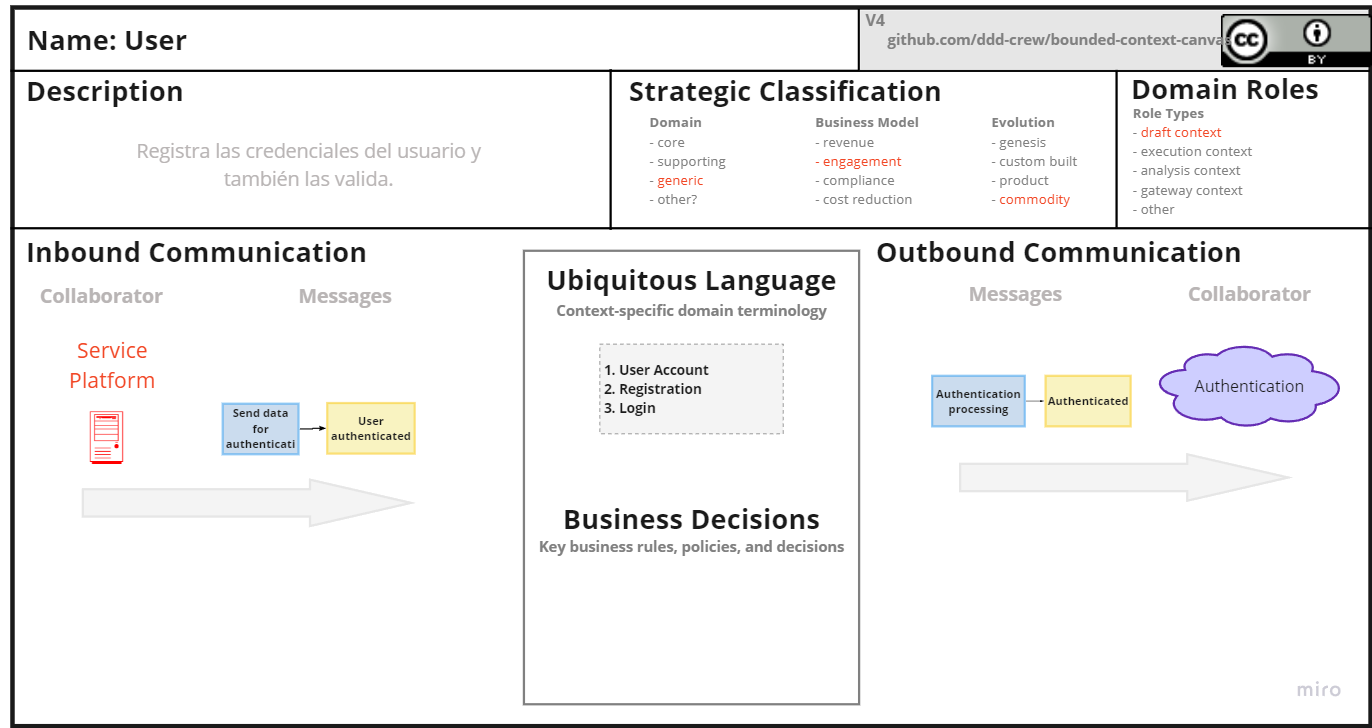 Name: User
V4
github.com/ddd-crew/bounded-context-canvas
CC
BY
Description
Registra las credenciales del usuario y
también las valida.
Strategic Classification
Domain
- core
- supporting
- generic
- other?
Business Model
- revenue
- engagement
- compliance
- cost reduction
Evolution
- genesis
- custom built
- product
- commodity
Domain Roles
Role Types
- draft context
- execution context
- analysis context
- gateway context
- other
Inbound Communication
Collaborator
Messages
Service
Platform
Send data
for
authenticati
User
authenticated
Ubiquitous Language
Context-specific domain terminology
1. User Account
2. Registration
3. Login
Business Decisions
Key business rules, policies, and decisions
Outbound Communication
Messages
Collaborator
Authentication
processing
Authenticated
Authentication
miro